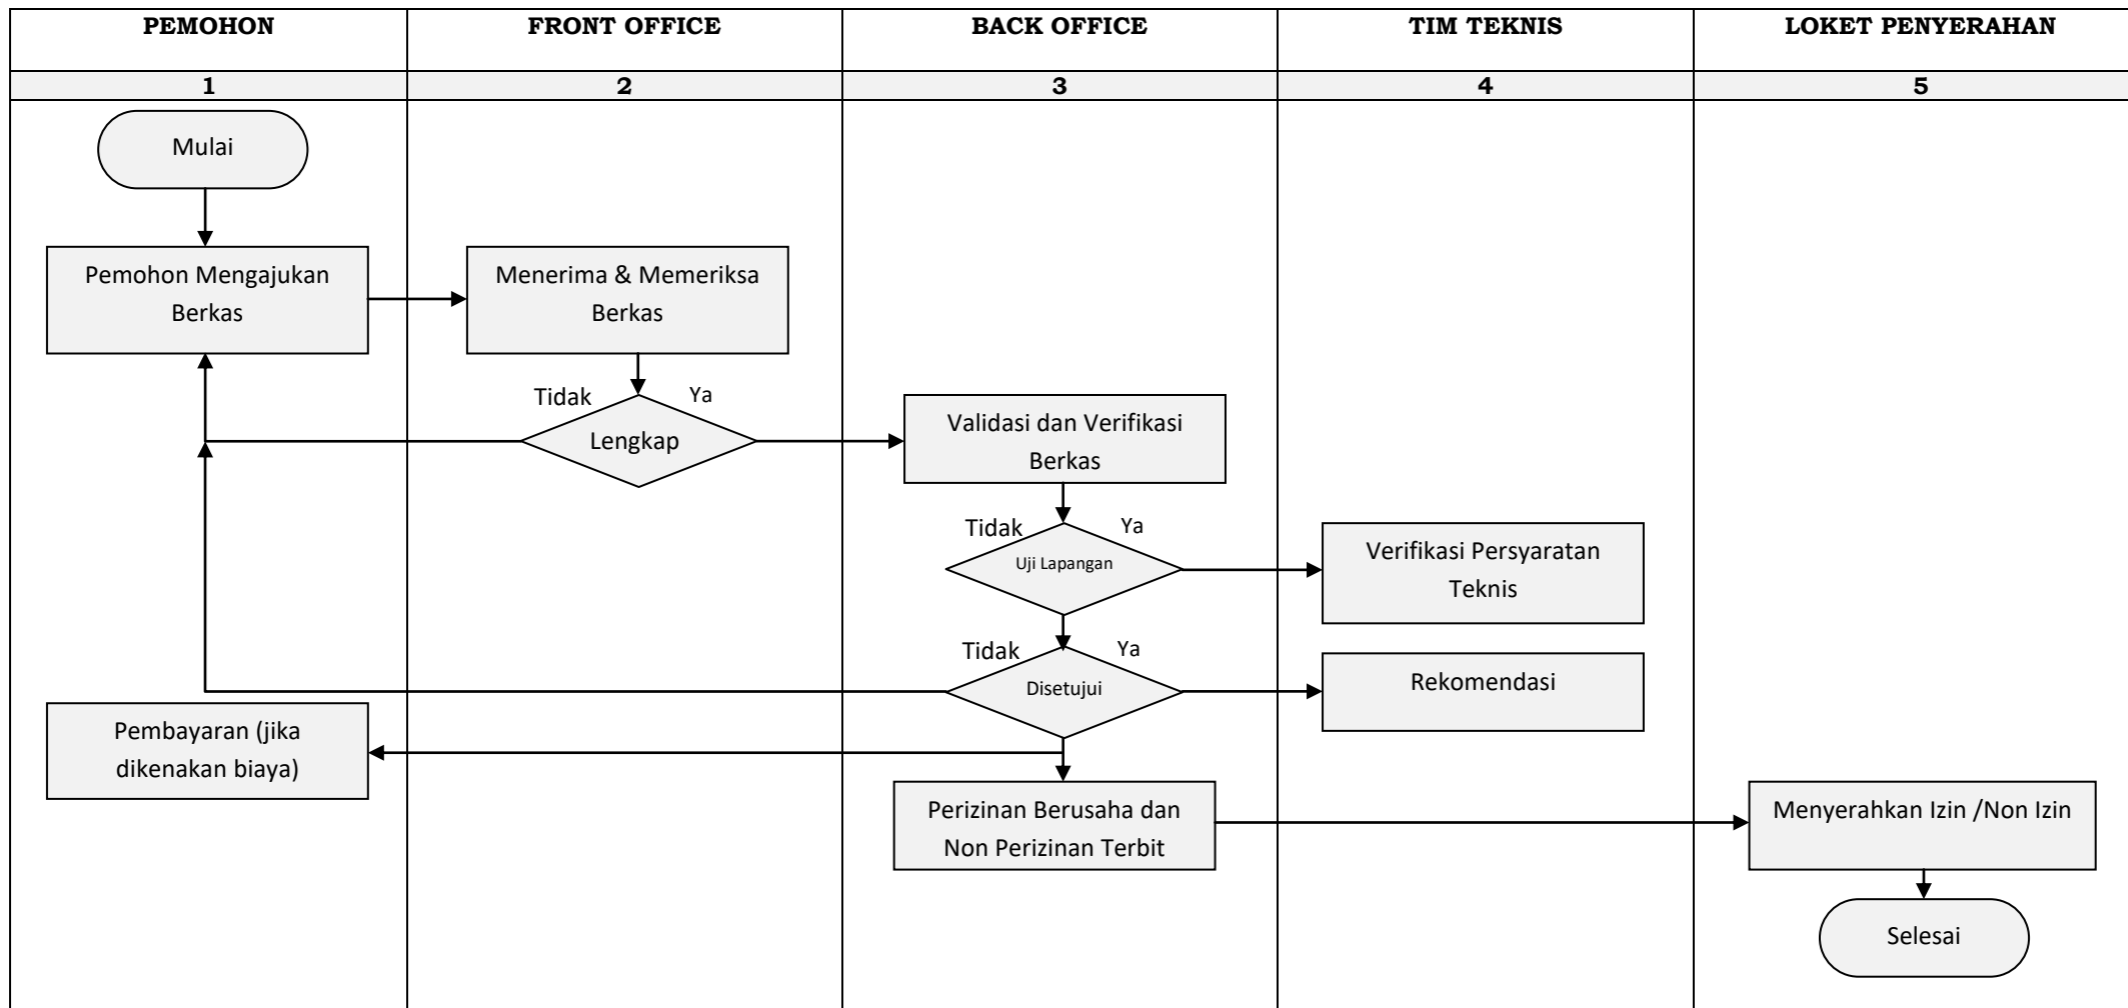 PEMOHON
FRONT OFFICE
BACK OFFICE
TIM TEKNIS
LOKET PENYERAHAN
1
2
3
4
5
Mulai
Pemohon Mengajukan
Berkas
Menerima & Memeriksa
Berkas
Tidak
Ya
Lengkap
Validasi dan Verifikasi
Berkas
Tidak
Ya
Uji Lapangan
Verifikasi Persyaratan
Teknis
Tidak
Ya
Disetujui
Rekomendasi
Pembayaran (jika
dikenakan biaya)
Perizinan Berusaha dan
Non Perizinan Terbit
Menyerahkan Izin /Non Izin
Selesai